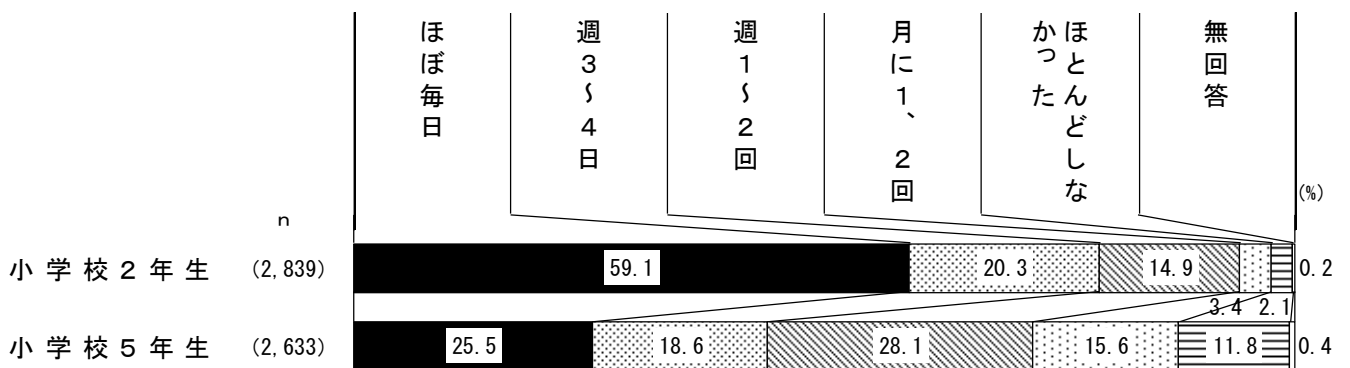 ほぼ毎日
週3～4日
週1～2回
月に1、2回
ほとんどしな
かった
無回答
(%)
n
小学校2年生 (2,839) 59.1 20.3 14.9 0.2
3.4 2.1
小学校5年生 (2,633) 25.5 18.6 28.1 15.6 11.8 0.4